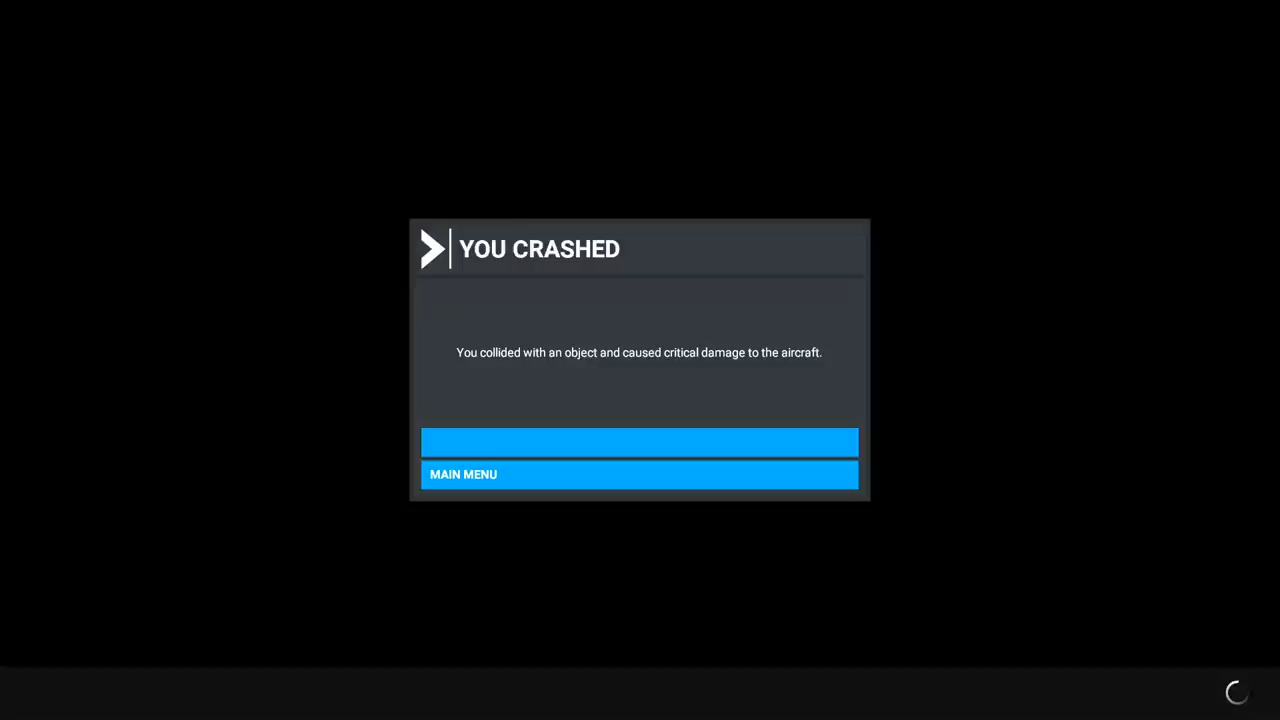 YOU CRASHED
You collided with an object and caused critical damage to the aircraft.
MAIN MENU